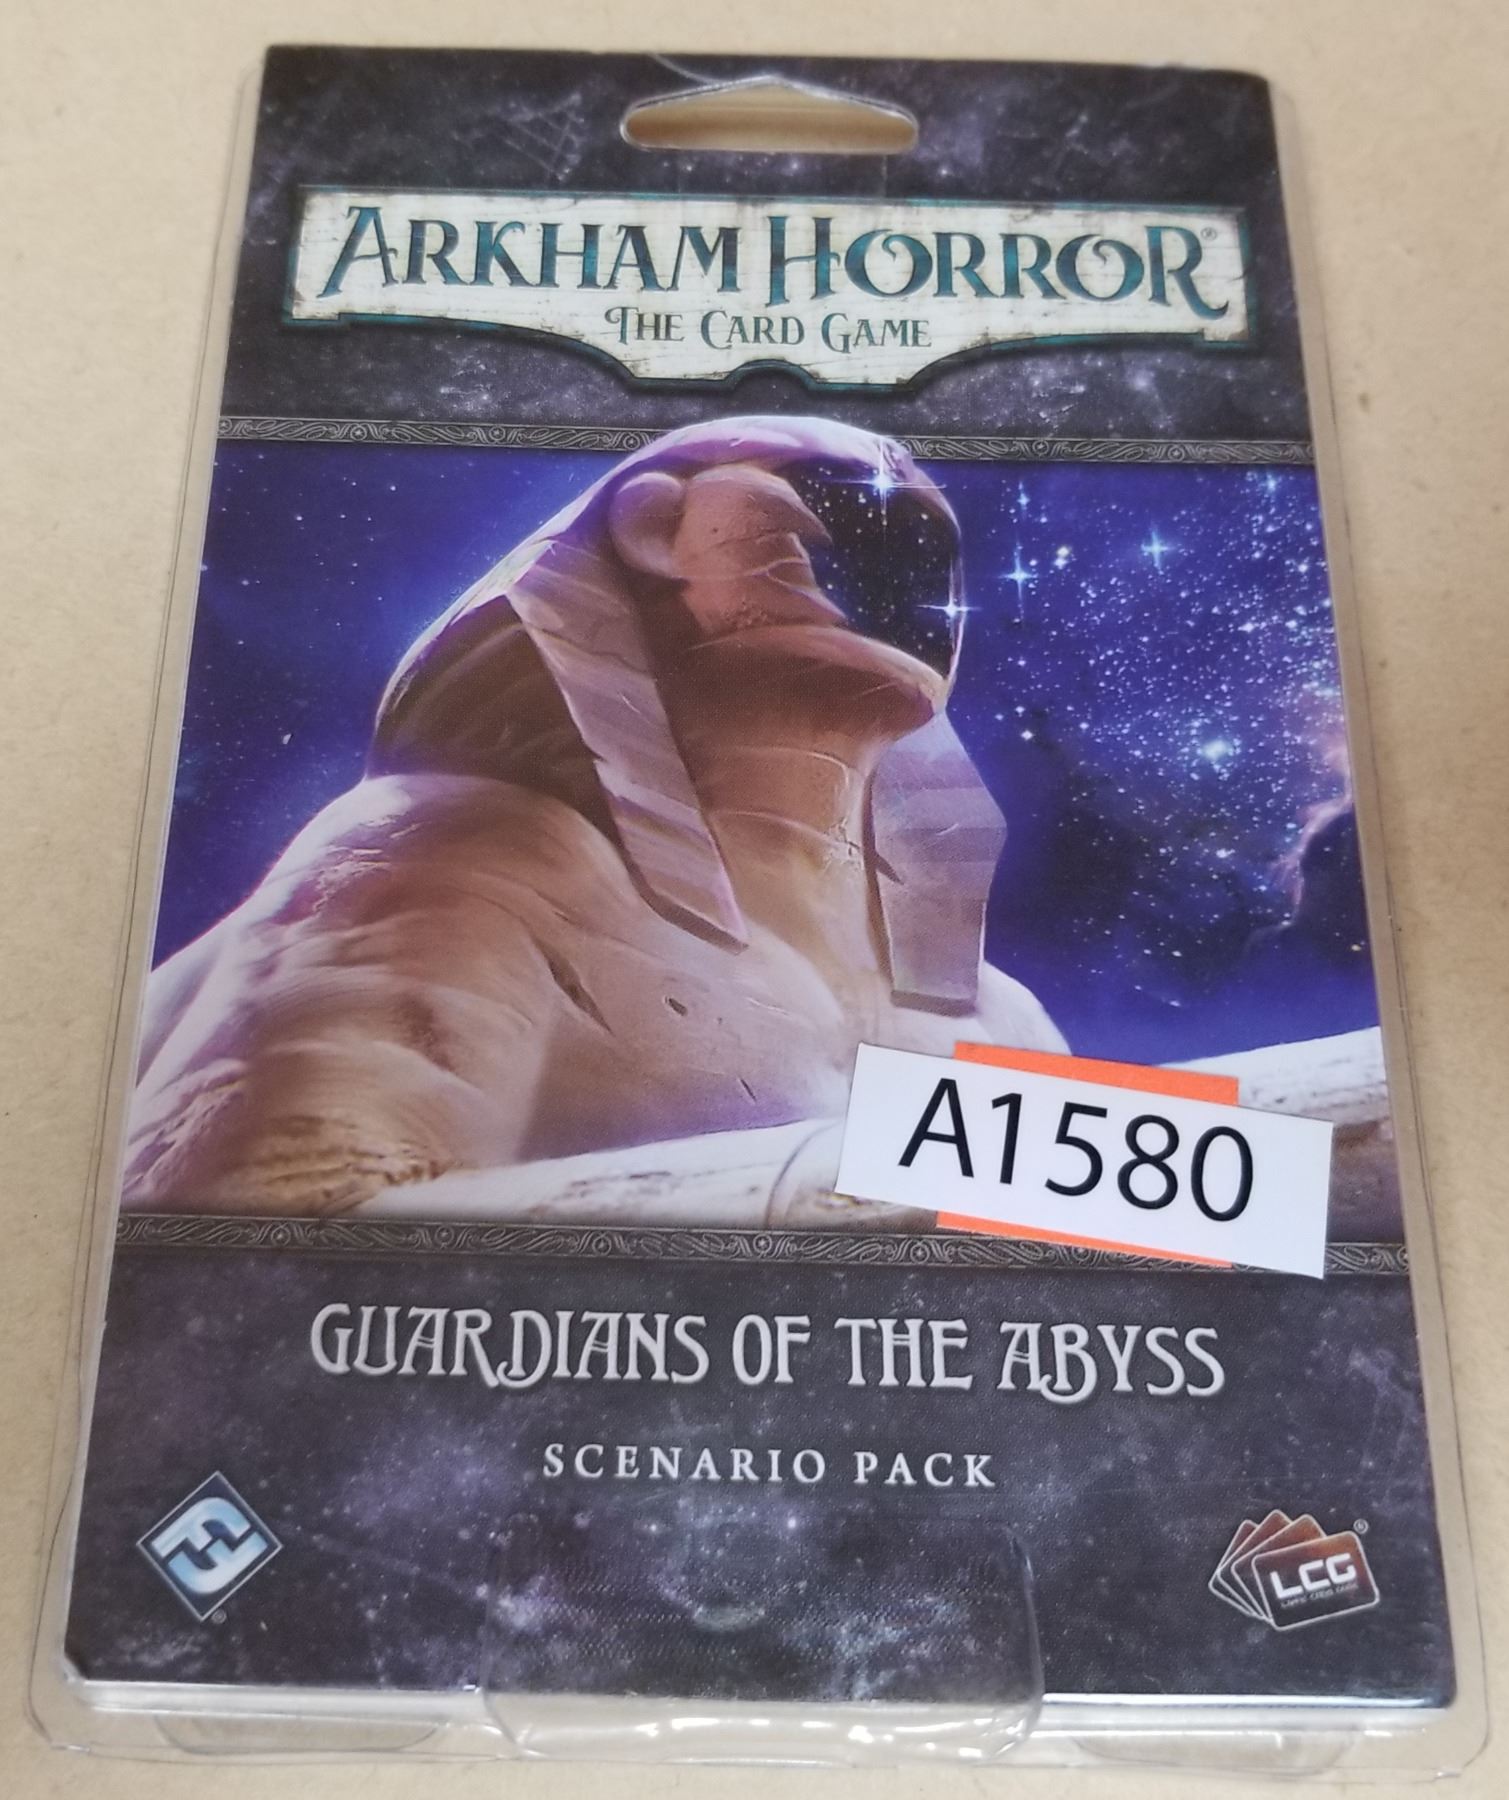 ARKHAM HORROR®
THE CARD GAME
A1580
GUARDIANS OF THE ABYSS
SCENARIO PACK
LCG®